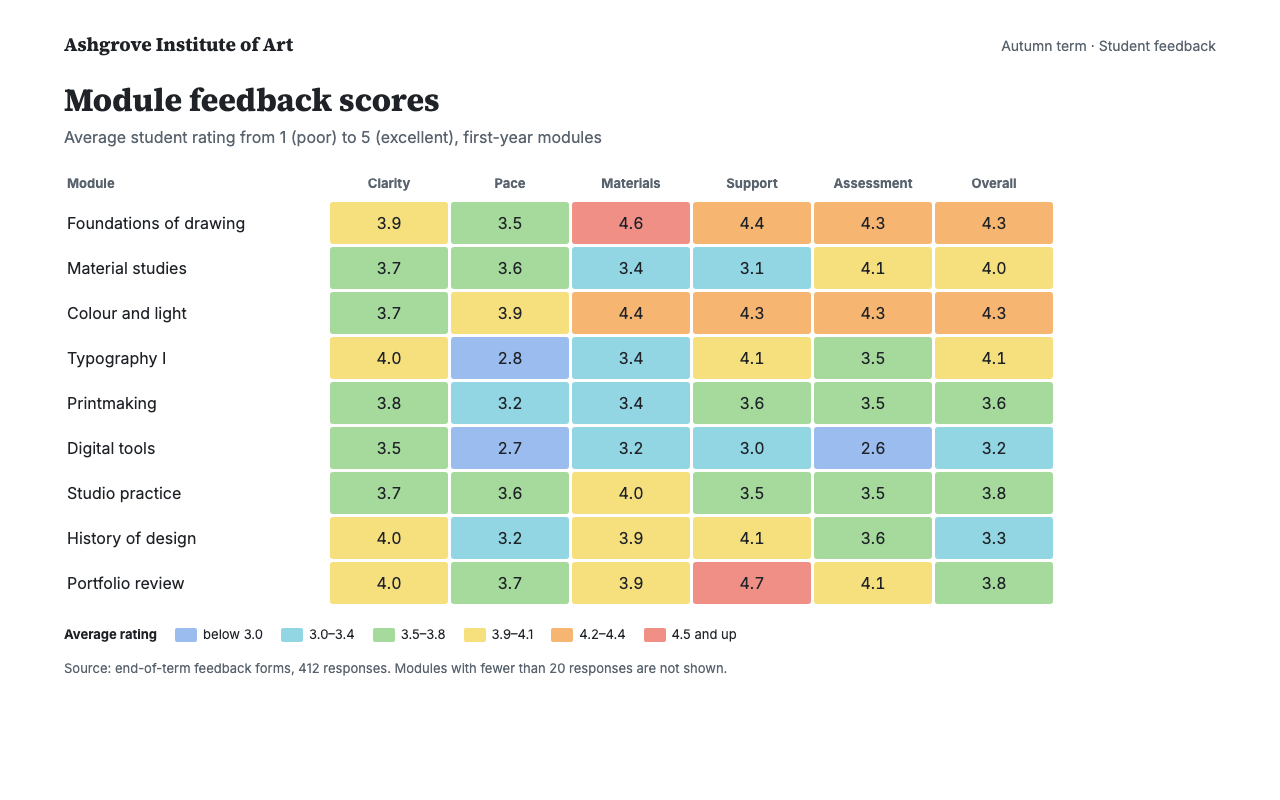 Ashgrove Institute of Art
Autumn term · Student feedback
Module feedback scores
Average student rating from 1 (poor) to 5 (excellent), first-year modules
Module Clarity Pace Materials Support Assessment Overall
Foundations of drawing 3.9 3.5 4.6 4.4 4.3 4.3
Material studies 3.7 3.6 3.4 3.1 4.1 4.0
Colour and light 3.7 3.9 4.4 4.3 4.3 4.3
Typography I 4.0 2.8 3.4 4.1 3.5 4.1
Printmaking 3.8 3.2 3.4 3.6 3.5 3.6
Digital tools 3.5 2.7 3.2 3.0 2.6 3.2
Studio practice 3.7 3.6 4.0 3.5 3.5 3.8
History of design 4.0 3.2 3.9 4.1 3.6 3.3
Portfolio review 4.0 3.7 3.9 4.7 4.1 3.8
Average rating below 3.0 3.0–3.4 3.5–3.8 3.9–4.1 4.2–4.4 4.5 and up
Source: end-of-term feedback forms, 412 responses. Modules with fewer than 20 responses are not shown.